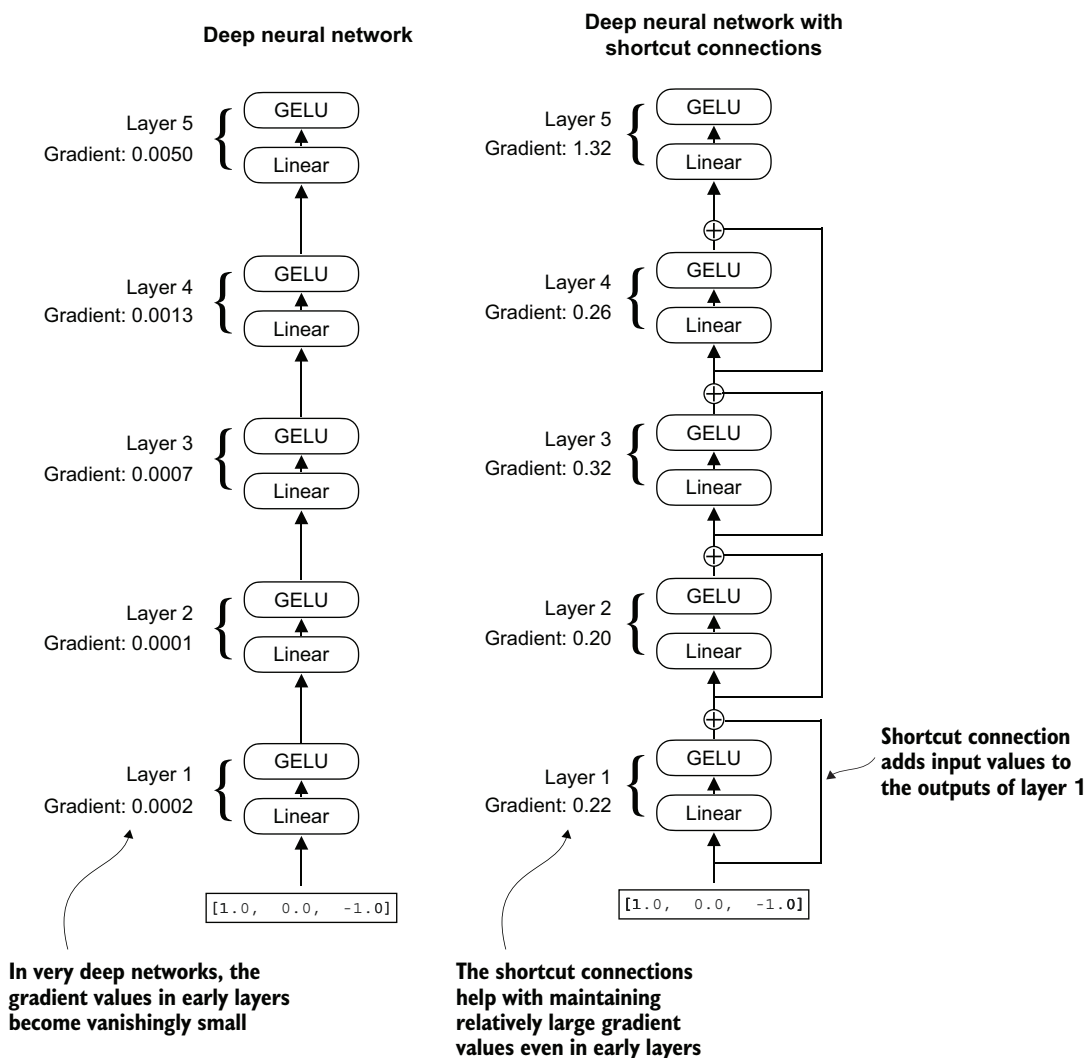 Deep neural network
GELU
Layer 5
Gradient: 0.0050
Linear
GELU
Layer 4
Gradient: 0.0013
Linear
GELU
Layer 3
Gradient: 0.0007
Linear
GELU
Layer 2
Gradient: 0.0001
Linear
GELU
Layer 1
Gradient: 0.0002
Linear
[1.0, 0.0, -1.0]
In very deep networks, the
gradient values in early layers
become vanishingly small
Deep neural network with
shortcut connections
GELU
Layer 5
Gradient: 1.32
Linear
+
GELU
Layer 4
Gradient: 0.26
Linear
+
GELU
Layer 3
Gradient: 0.32
Linear
+
GELU
Layer 2
Gradient: 0.20
Linear
+
GELU
Layer 1
Gradient: 0.22
Linear
Shortcut connection
adds input values to
the outputs of layer 1
[1.0, 0.0, -1.0]
The shortcut connections
help with maintaining
relatively large gradient
values even in early layers